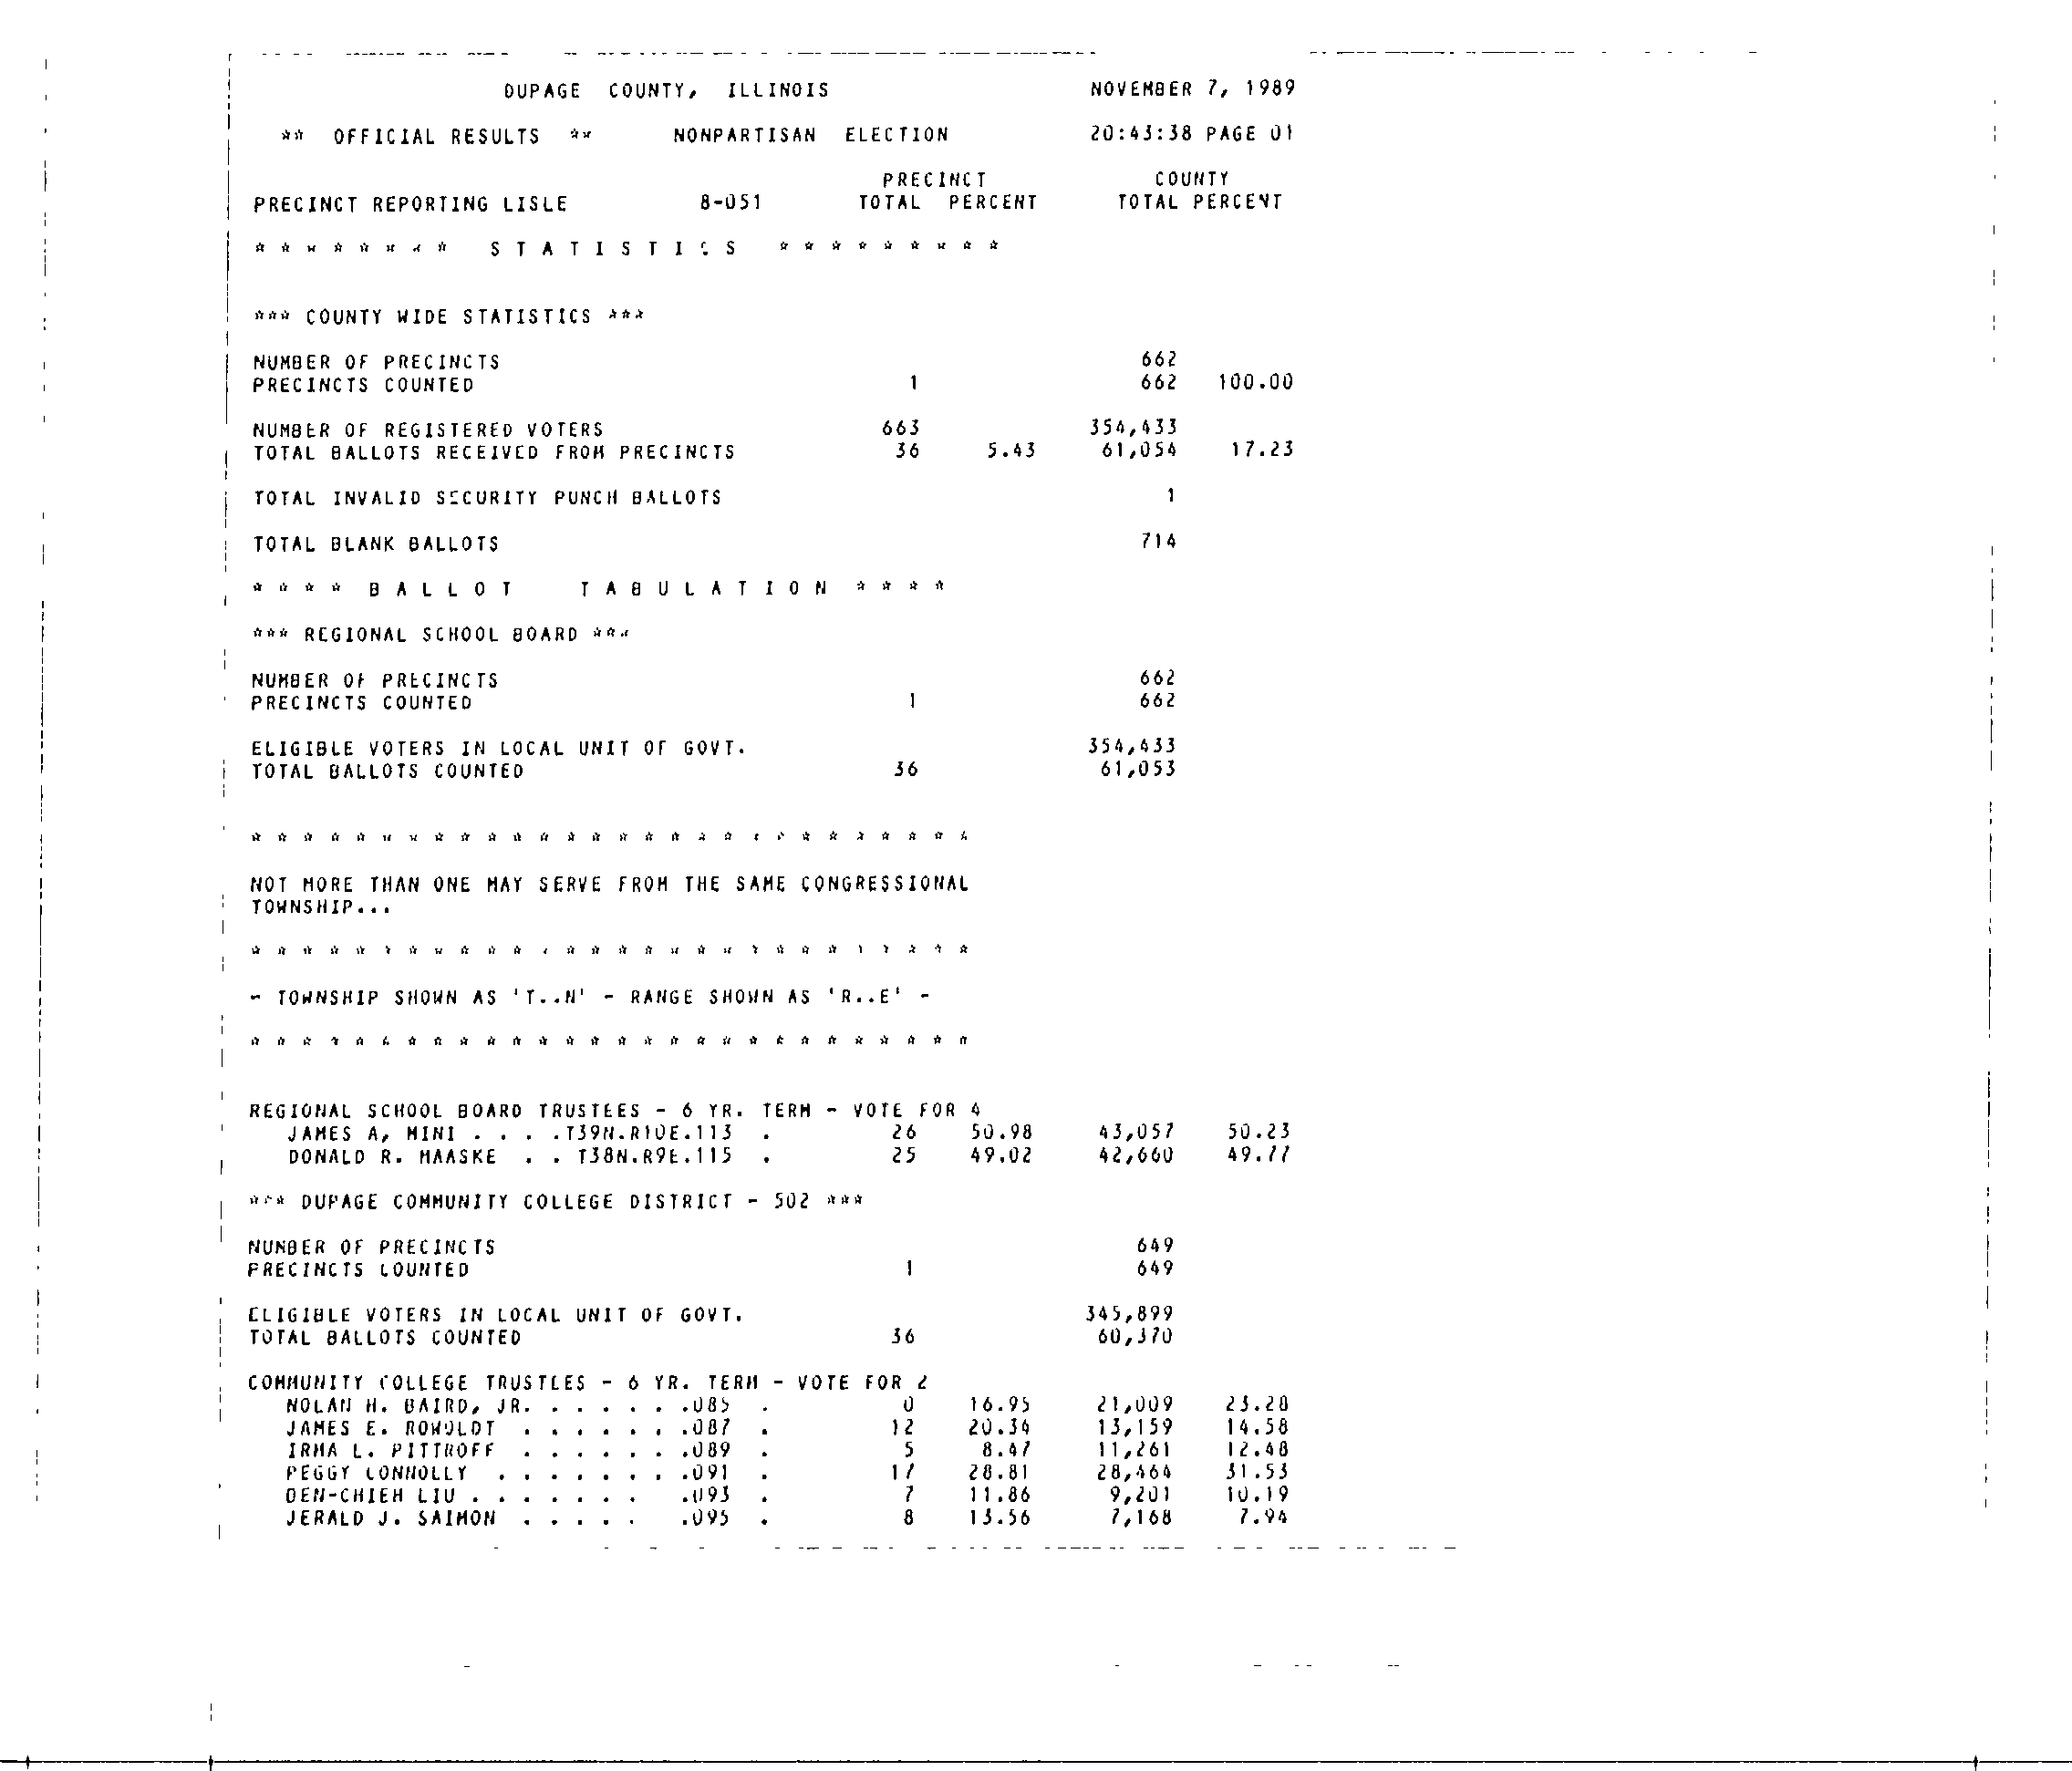 DUPAGE COUNTY, ILLINOIS NOVEMBER 7, 1989
** OFFICIAL RESULTS ** NONPARTISAN ELECTION 20:43:38 PAGE 01
PRECINCT COUNTY
PRECINCT REPORTING LISLE 8-051 TOTAL PERCENT TOTAL PERCENT
* * * * * * * * S T A T I S T I C S * * * * * * * * *
*** COUNTY WIDE STATISTICS ***
NUMBER OF PRECINCTS 662
PRECINCTS COUNTED 1 662 100.00
NUMBER OF REGISTERED VOTERS 663 354,433
TOTAL BALLOTS RECEIVED FROM PRECINCTS 36 5.43 61,054 17.23
TOTAL INVALID SECURITY PUNCH BALLOTS 1
TOTAL BLANK BALLOTS 714
* * * * B A L L O T T A B U L A T I O N * * * *
*** REGIONAL SCHOOL BOARD ***
NUMBER OF PRECINCTS 662
PRECINCTS COUNTED 1 662
ELIGIBLE VOTERS IN LOCAL UNIT OF GOVT. 354,433
TOTAL BALLOTS COUNTED 36 61,053
* * * * * * * * * * * * * * * * * * * * * * * * * * * *
NOT MORE THAN ONE MAY SERVE FROM THE SAME CONGRESSIONAL
TOWNSHIP...
* * * * * * * * * * * * * * * * * * * * * * * * * * * *
- TOWNSHIP SHOWN AS 'T..N' - RANGE SHOWN AS 'R..E' -
* * * * * * * * * * * * * * * * * * * * * * * * * * * *
REGIONAL SCHOOL BOARD TRUSTEES - 6 YR. TERM - VOTE FOR 4
JAMES A, MINI . . . .T39N.R10E.113 . 26 50.98 43,057 50.23
DONALD R. MAASKE . . T38N.R9E.115 . 25 49.02 42,660 49.77
*** DUPAGE COMMUNITY COLLEGE DISTRICT - 502 ***
NUMBER OF PRECINCTS 649
PRECINCTS COUNTED 1 649
ELIGIBLE VOTERS IN LOCAL UNIT OF GOVT. 345,899
TOTAL BALLOTS COUNTED 36 60,370
COMMUNITY COLLEGE TRUSTEES - 6 YR. TERM - VOTE FOR 2
NOLAN H. BAIRD, JR. . . . . . .085 . 16.95 21,009 23.28
JAMES E. ROWOLDT . . . . . . .087 . 12 20.34 13,159 14.58
IRMA L. PITTROFF . . . . . . .089 . 5 8.47 11,261 12.48
PEGGY CONNOLLY . . . . . . . .091 . 17 28.81 28,464 31.53
DEN-CHIEH LIU . . . . . . . .093 . 7 11.86 9,201 10.19
JERALD J. SAIMON . . . . . .095 . 8 13.56 7,168 7.94